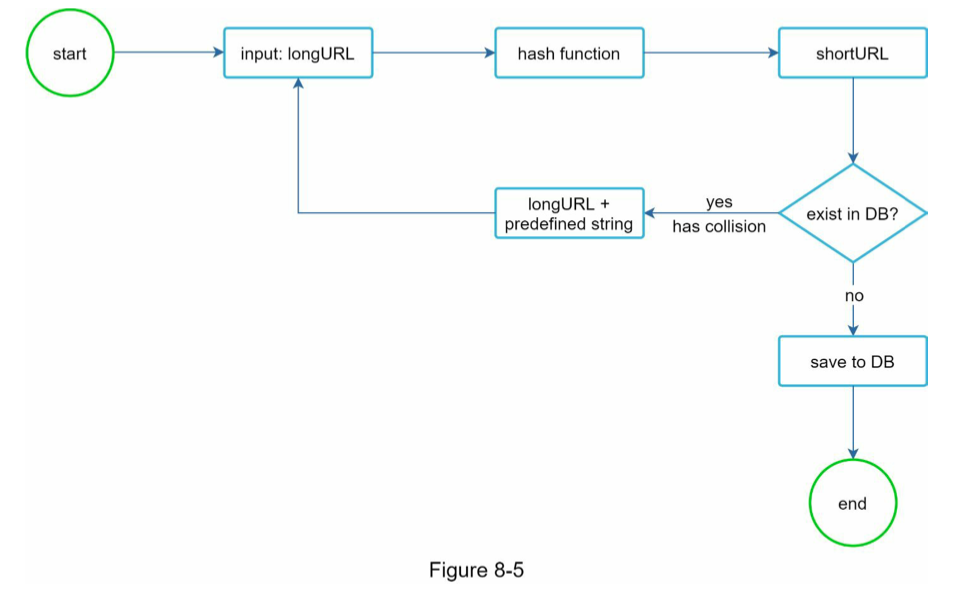 start
input: longURL
hash function
shortURL
longURL +
predefined string
yes
has collision
exist in DB?
no
save to DB
end
Figure 8-5